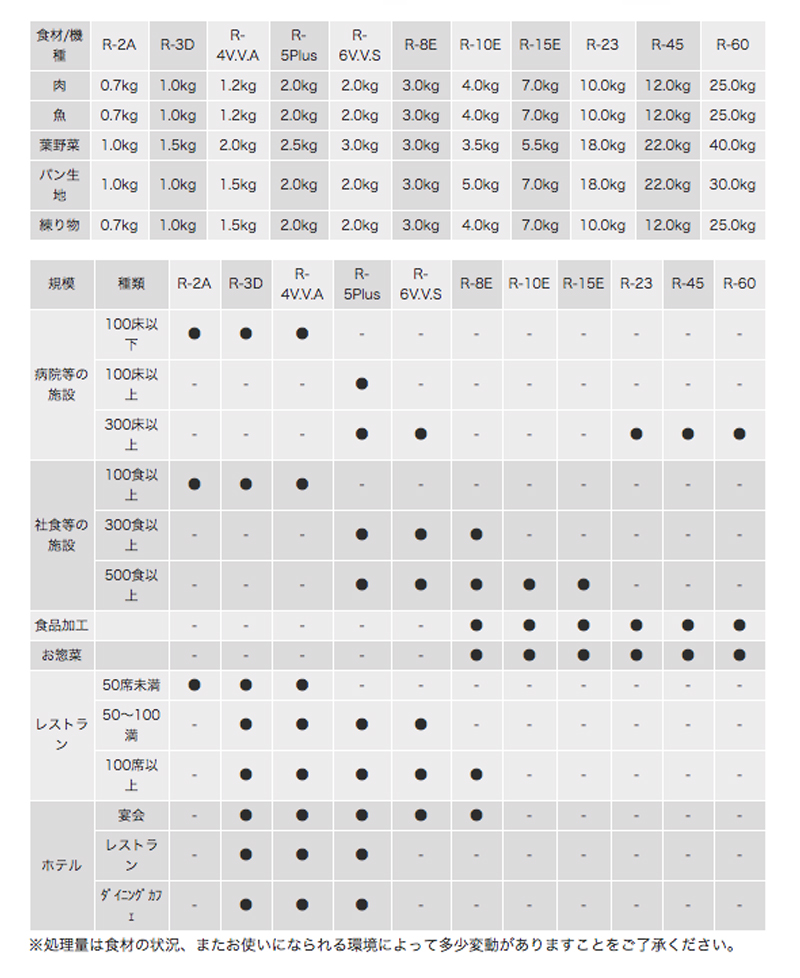 食材/機種 R-2A R-3D R-4V.V.A R-5Plus R-6V.V.S R-8E R-10E R-15E R-23 R-45 R-60
肉 0.7kg 1.0kg 1.2kg 2.0kg 2.0kg 3.0kg 4.0kg 7.0kg 10.0kg 12.0kg 25.0kg
魚 0.7kg 1.0kg 1.2kg 2.0kg 2.0kg 3.0kg 4.0kg 7.0kg 10.0kg 12.0kg 25.0kg
葉野菜 1.0kg 1.5kg 2.0kg 2.5kg 3.0kg 3.0kg 3.5kg 5.5kg 18.0kg 22.0kg 40.0kg
パン生地 1.0kg 1.0kg 1.5kg 2.0kg 2.0kg 3.0kg 5.0kg 7.0kg 18.0kg 22.0kg 30.0kg
練り物 0.7kg 1.0kg 1.5kg 2.0kg 2.0kg 3.0kg 4.0kg 7.0kg 10.0kg 12.0kg 25.0kg
規模 種類 R-2A R-3D R-4V.V.A R-5Plus R-6V.V.S R-8E R-10E R-15E R-23 R-45 R-60
病院等の施設 100床以下 ● ● ● - - - - - - - -
100床以上 - - - ● - - - - - - -
300床以上 - - - ● ● - - - ● ● ●
社食等の施設 100食以上 ● ● ● - - - - - - - -
300食以上 - - - ● ● ● - - - - -
500食以上 - - - ● ● ● ● ● - - -
食品加工 - - - - - ● ● ● ● ● ●
お惣菜 - - - - - ● ● ● ● ● ●
レストラン 50席未満 ● ● ● - - - - - - - -
50〜100満 - ● ● ● ● - - - - - -
100席以上 - ● ● ● ● ● - - - - -
ホテル 宴会 - ● ● ● ● ● - - - - -
レストラン - ● ● ● - - - - - - -
ﾀﾞｲﾆﾝｸﾞｶﾌｪ - ● ● ● - - - - - - -
※処理量は食材の状況、またお使いになられる環境によって多少変動がありますことをご了承ください。